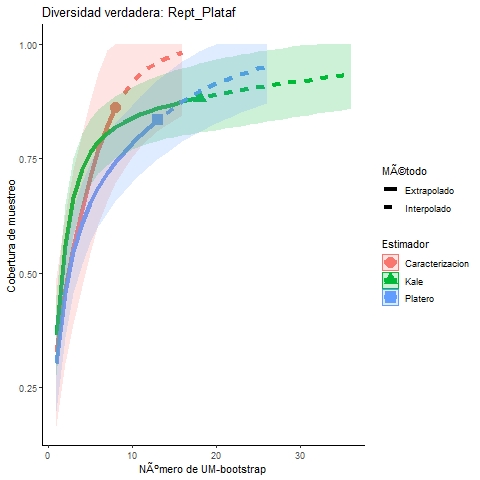 Diversidad verdadera: Rept_Plataf
1.00
0.75
0.50
0.25
Cobertura de muestreo
0
10
20
30
NÃºmero de UM-bootstrap
MÃ©todo
Extrapolado
Interpolado
Estimador
Caracterizacion
Kale
Platero